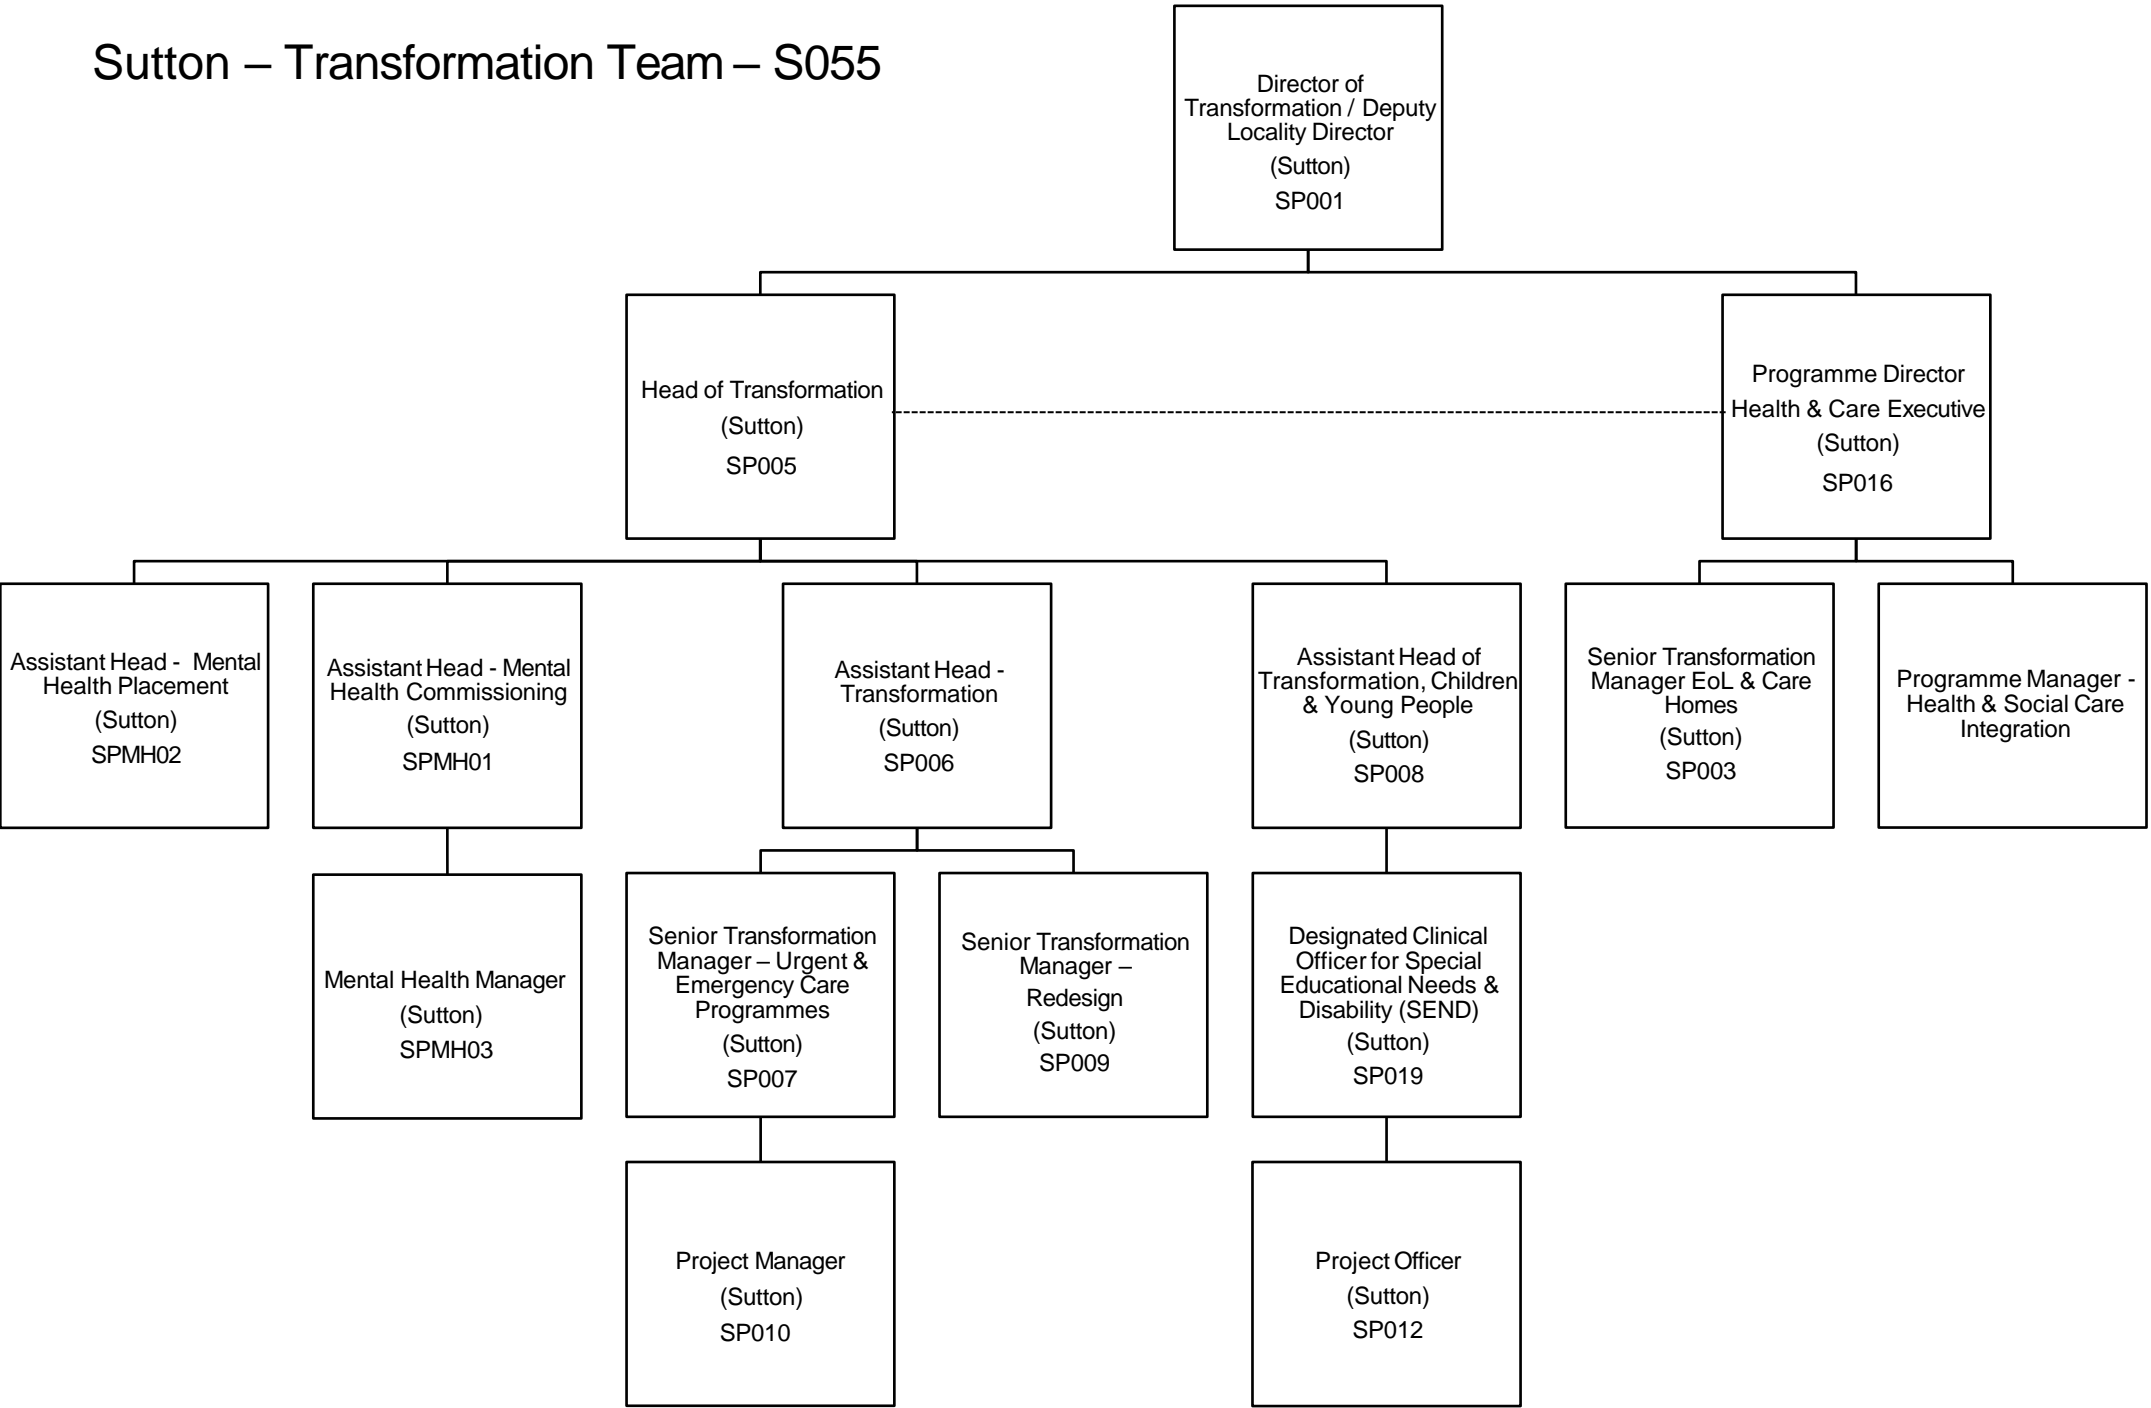 Sutton – Transformation Team – S055
Director of
Transformation / Deputy
Locality Director
(Sutton)
SP001
Head of Transformation
(Sutton)
SP005
Programme Director
Health & Care Executive
(Sutton)
SP016
Assistant Head - Mental
Health Placement
(Sutton)
SPMH02
Assistant Head - Mental
Health Commissioning
(Sutton)
SPMH01
Assistant Head -
Transformation
(Sutton)
SP006
Assistant Head of
Transformation, Children
& Young People
(Sutton)
SP008
Senior Transformation
Manager EoL & Care
Homes
(Sutton)
SP003
Programme Manager -
Health & Social Care
Integration
Mental Health Manager
(Sutton)
SPMH03
Senior Transformation
Manager – Urgent &
Emergency Care
Programmes
(Sutton)
SP007
Senior Transformation
Manager –
Redesign
(Sutton)
SP009
Designated Clinical
Officer for Special
Educational Needs &
Disability (SEND)
(Sutton)
SP019
Project Manager
(Sutton)
SP010
Project Officer
(Sutton)
SP012